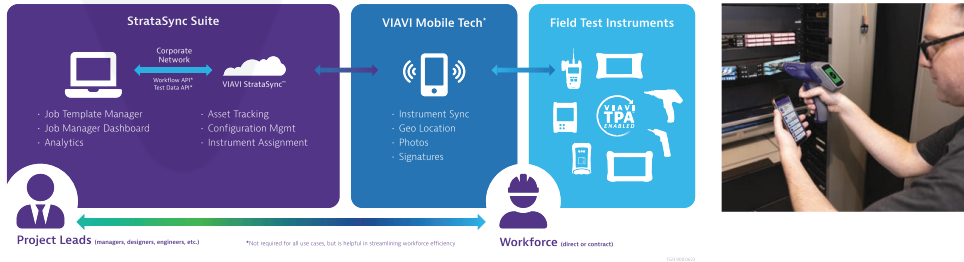 StrataSync Suite
Corporate
Network
Workflow API*
Test Data API*
VIAVI StrataSync™
· Job Template Manager
· Job Manager Dashboard
· Analytics
· Asset Tracking
· Configuration Mgmt
· Instrument Assignment
VIAVI Mobile Tech*
· Instrument Sync
· Geo Location
· Photos
· Signatures
Field Test Instruments
VIAVI
TPA
ENABLED
Project Leads (managers, designers, engineers, etc.)
*Not required for all use cases, but is helpful in streamlining workforce efficiency
Workforce (direct or contract)